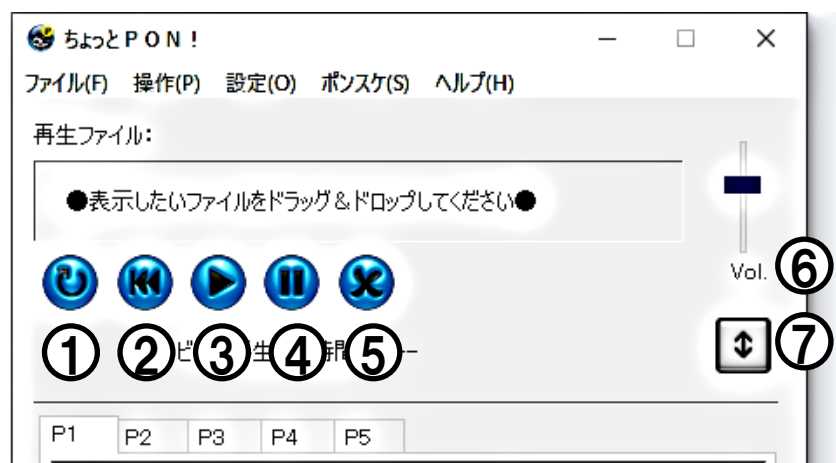 ちょっとＰＯＮ！
ファイル(F) 操作(P) 設定(O) ポンスケ(S) ヘルプ(H)
再生ファイル:
●表示したいファイルをドラッグ＆ドロップしてください●
Vol. ⑥
① ② ③ ④ ⑤ ⑦
P1 P2 P3 P4 P5